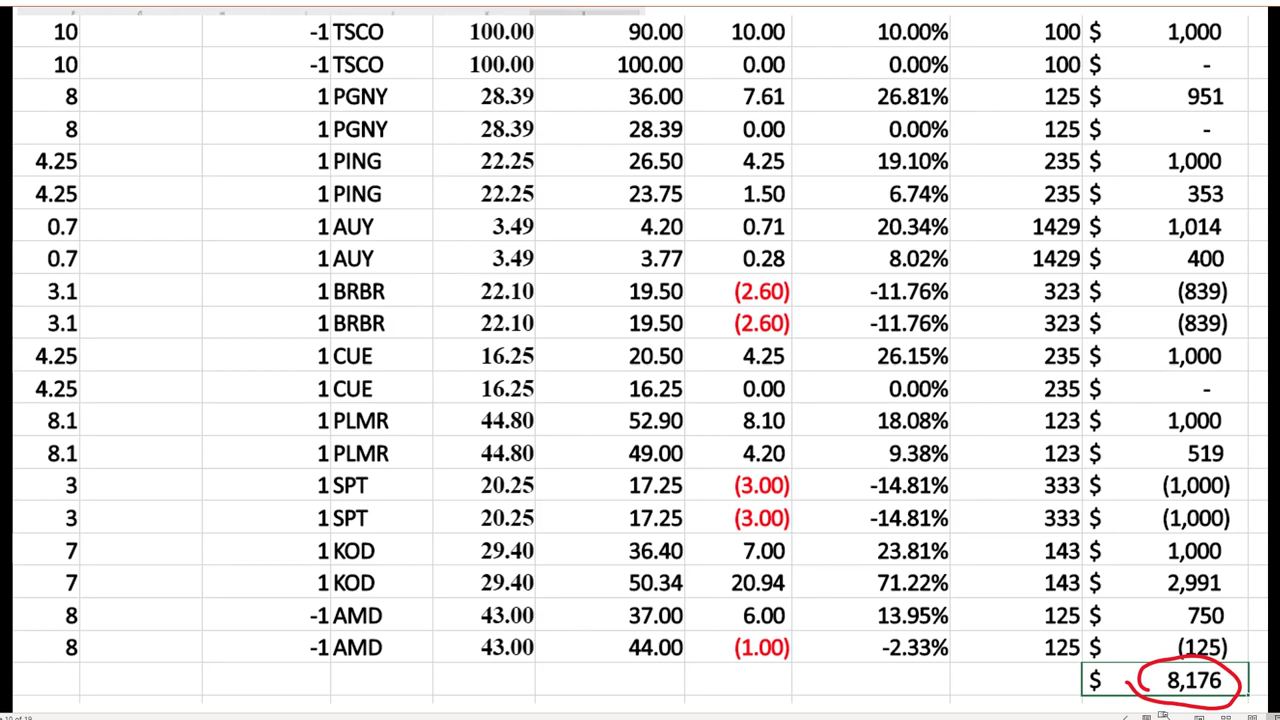 10 -1 TSCO 100.00 90.00 10.00 10.00% 100 $ 1,000
10 -1 TSCO 100.00 100.00 0.00 0.00% 100 $ -
8 1 PGNY 28.39 36.00 7.61 26.81% 125 $ 951
8 1 PGNY 28.39 28.39 0.00 0.00% 125 $ -
4.25 1 PING 22.25 26.50 4.25 19.10% 235 $ 1,000
4.25 1 PING 22.25 23.75 1.50 6.74% 235 $ 353
0.7 1 AUY 3.49 4.20 0.71 20.34% 1429 $ 1,014
0.7 1 AUY 3.49 3.77 0.28 8.02% 1429 $ 400
3.1 1 BRBR 22.10 19.50 (2.60) -11.76% 323 $ (839)
3.1 1 BRBR 22.10 19.50 (2.60) -11.76% 323 $ (839)
4.25 1 CUE 16.25 20.50 4.25 26.15% 235 $ 1,000
4.25 1 CUE 16.25 16.25 0.00 0.00% 235 $ -
8.1 1 PLMR 44.80 52.90 8.10 18.08% 123 $ 1,000
8.1 1 PLMR 44.80 49.00 4.20 9.38% 123 $ 519
3 1 SPT 20.25 17.25 (3.00) -14.81% 333 $ (1,000)
3 1 SPT 20.25 17.25 (3.00) -14.81% 333 $ (1,000)
7 1 KOD 29.40 36.40 7.00 23.81% 143 $ 1,000
7 1 KOD 29.40 50.34 20.94 71.22% 143 $ 2,991
8 -1 AMD 43.00 37.00 6.00 13.95% 125 $ 750
8 -1 AMD 43.00 44.00 (1.00) -2.33% 125 $ (125)
$ 8,176